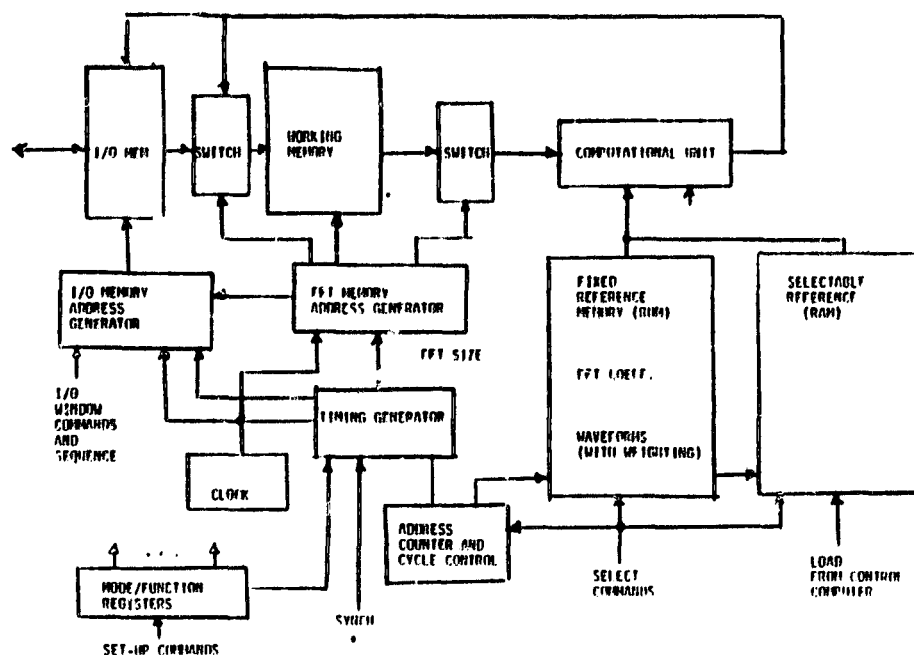 I/O MEM
SWITCH
WORKING
MEMORY
SWITCH
COMPUTATIONAL UNIT
I/O MEMORY
ADDRESS
GENERATOR
FFT MEMORY
ADDRESS GENERATOR
FIXED
REFERENCE
MEMORY (ROM)
SELECTABLE
REFERENCE
(RAM)
FFT SIZE
FFT COEFF.
I/O
WINDOW
COMMANDS
AND
SEQUENCE
TIMING GENERATOR
WAVEFORMS
(WITH WEIGHTING)
CLOCK
ADDRESS
COUNTER AND
CYCLE CONTROL
...
MODE/FUNCTION
REGISTERS
SELECT
COMMANDS
LOAD
FROM CONTROL
COMPUTER
SYNCH
SET-UP COMMANDS